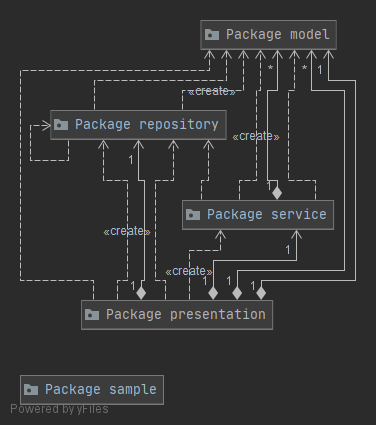 Package model
* * 1
«create»
Package repository
«create»
1
1
Package service
1
«create»
«create»
1 1 1 1
Package presentation
Package sample
Powered by yFiles